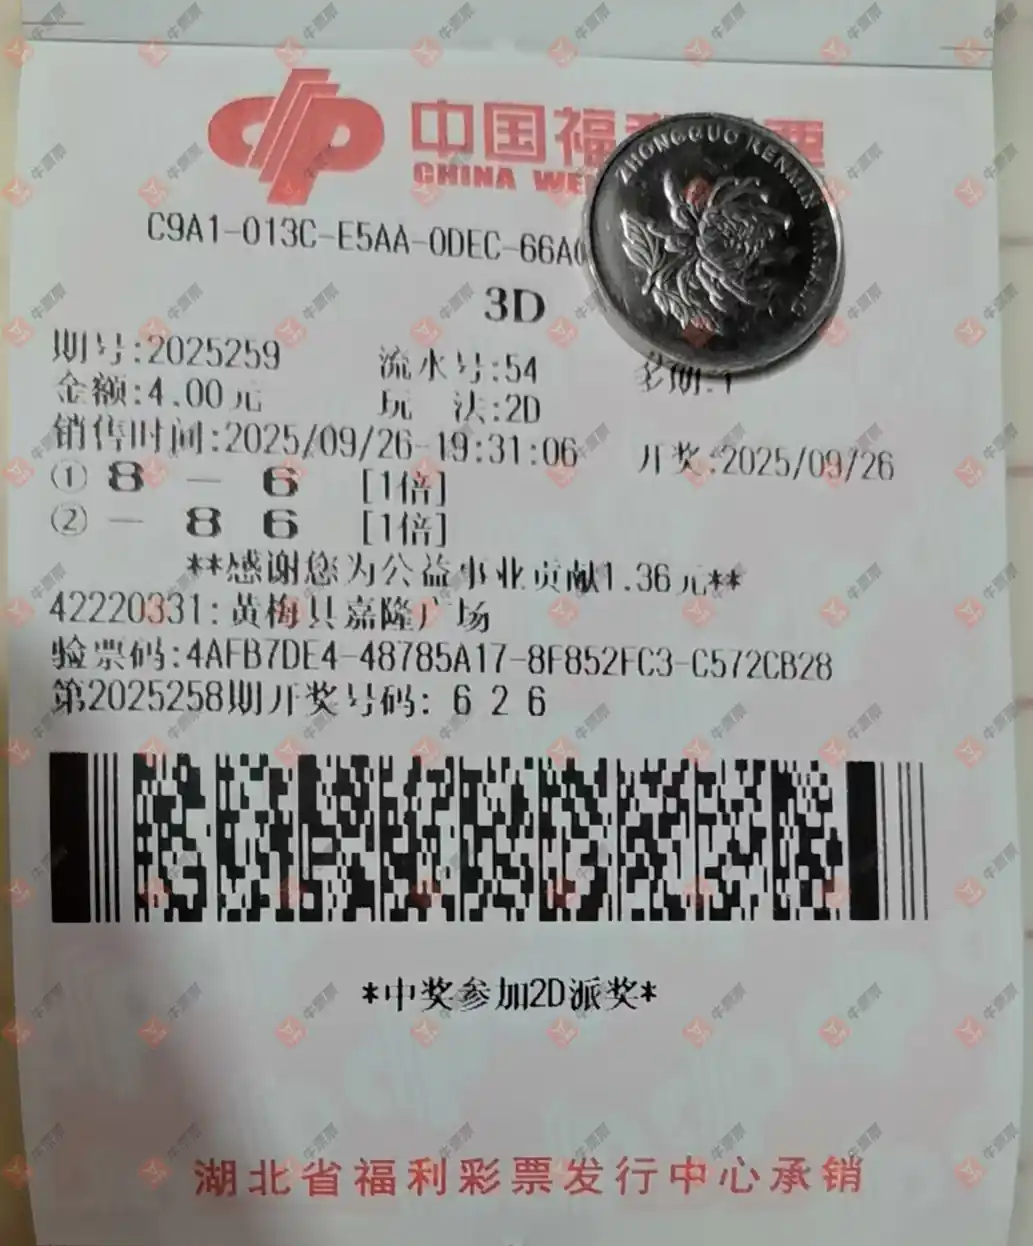 中国福
CHINA WE
ZHONGGUO RENMIN
C9A1-013C-E5AA-0DEC-66A
3D
期号:2025259 流水号:54 多期:1
金额:4.00元 玩 法:2D
销售时间:2025/09/26-19:31:06 开奖:2025/09/26
① 8 — 6 [1倍]
② — 8 6 [1倍]
**感谢您为公益事业贡献1.36元**
42220331:黄梅县嘉隆广场
验票码:4AFB7DE4-48785A17-8F852FC3-C572CB28
第2025258期开奖号码: 6 2 6
*中奖参加2D派奖*
湖北省福利彩票发行中心承销